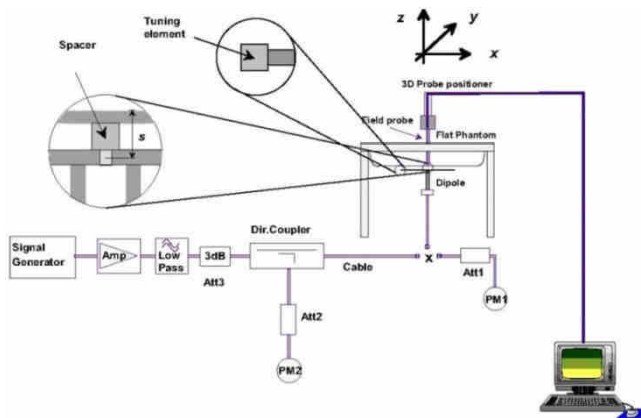 Tuning
element
z
y
x
Spacer
s
3D Probe positioner
Field probe
Flat Phantom
Dipole
Dir.Coupler
Signal
Generator
Amp
Low
Pass
3dB
Att3
Cable
x
Att1
PM1
Att2
PM2